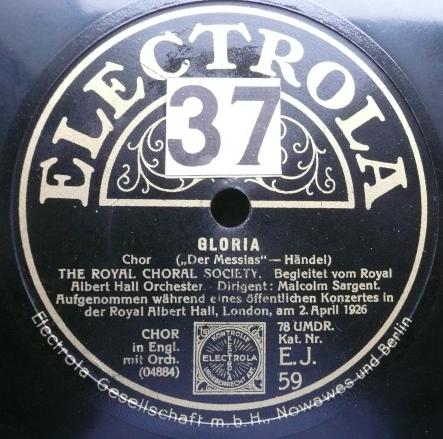 ELECTROLA
37
GLORIA
Chor („Der Messias“ — Händel)
THE ROYAL CHORAL SOCIETY. Begleitet vom Royal
Albert Hall Orchester. Dirigent: Malcolm Sargent.
Aufgenommen während eines öffentlichen Konzertes in
der Royal Albert Hall, London, am 2. April 1926
CHOR
in Engl.
mit Orch.
(04884)
KONTROLLE
ELECTROLA
ELECTROLA
URHEBERRECHT
78 UMDR.
Kat. Nr.
E.J.
59
Electrola Gesellschaft m.b.H., Nowawes und Berlin